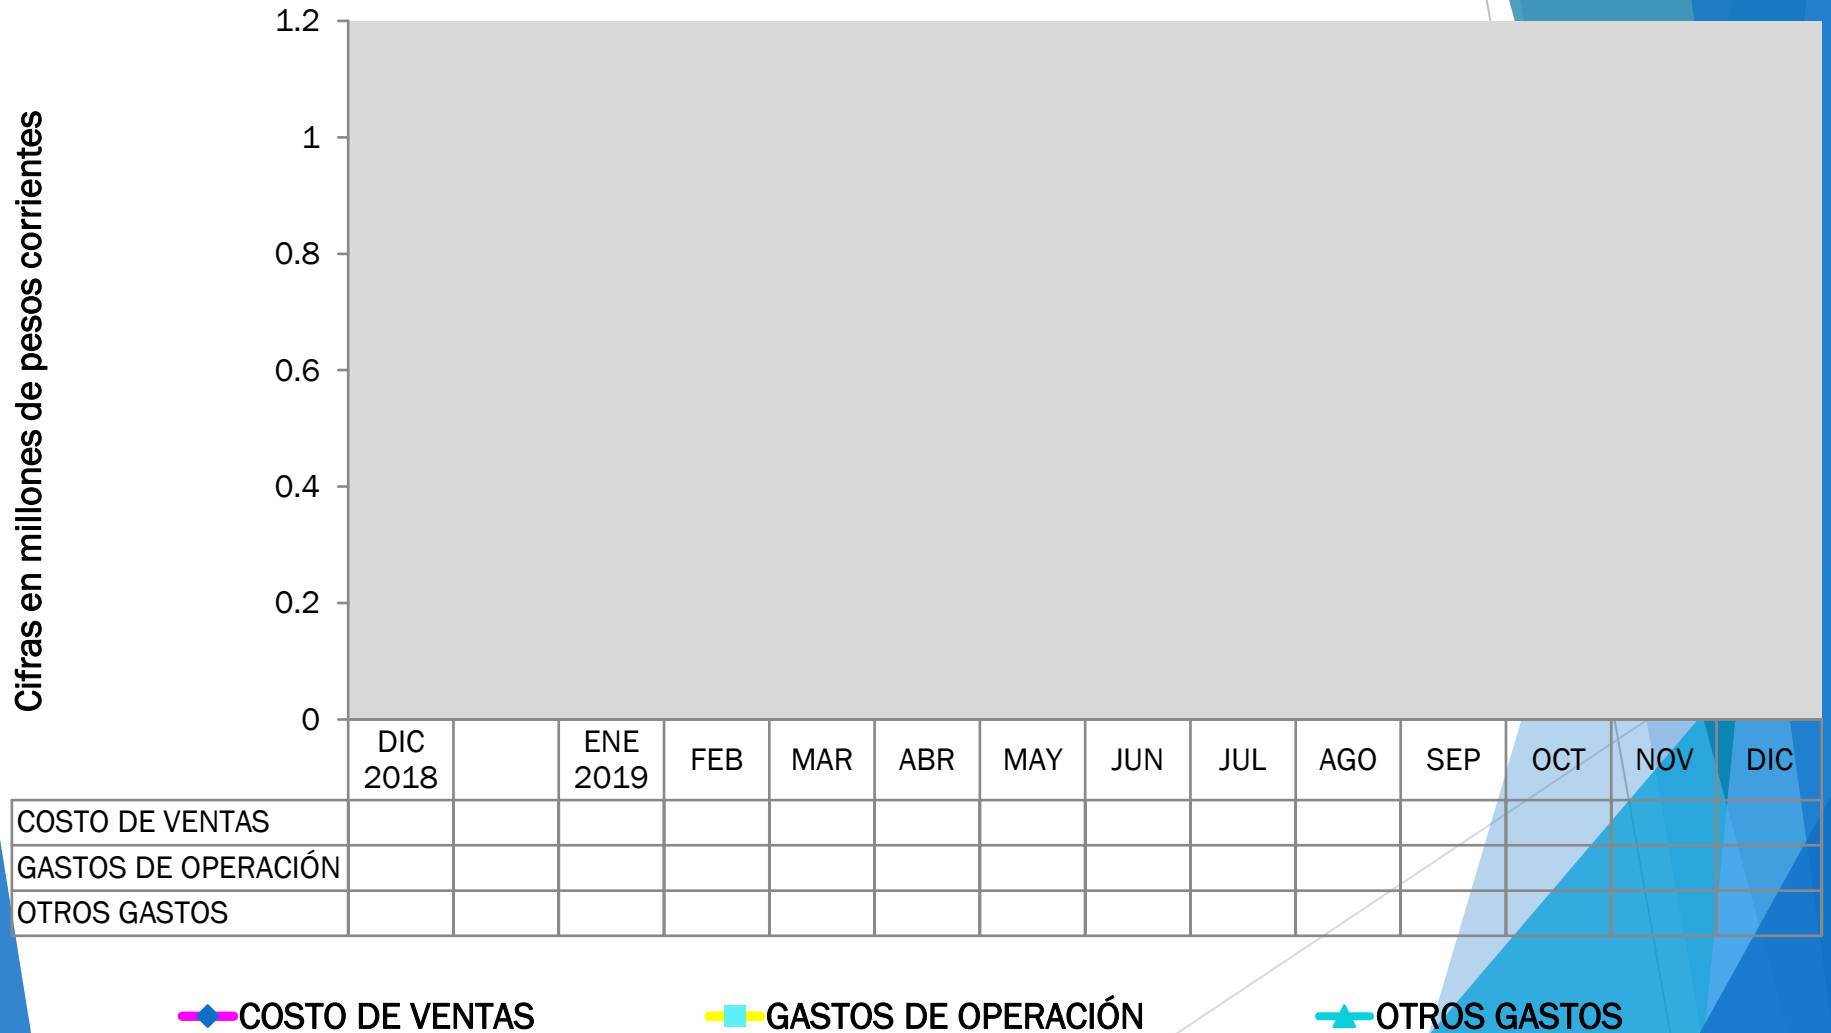 Cifras en millones de pesos corrientes
1.2
1
0.8
0.6
0.4
0.2
0
DIC 2018 ENE 2019 FEB MAR ABR MAY JUN JUL AGO SEP OCT NOV DIC
COSTO DE VENTAS
GASTOS DE OPERACIÓN
OTROS GASTOS
COSTO DE VENTAS GASTOS DE OPERACIÓN OTROS GASTOS